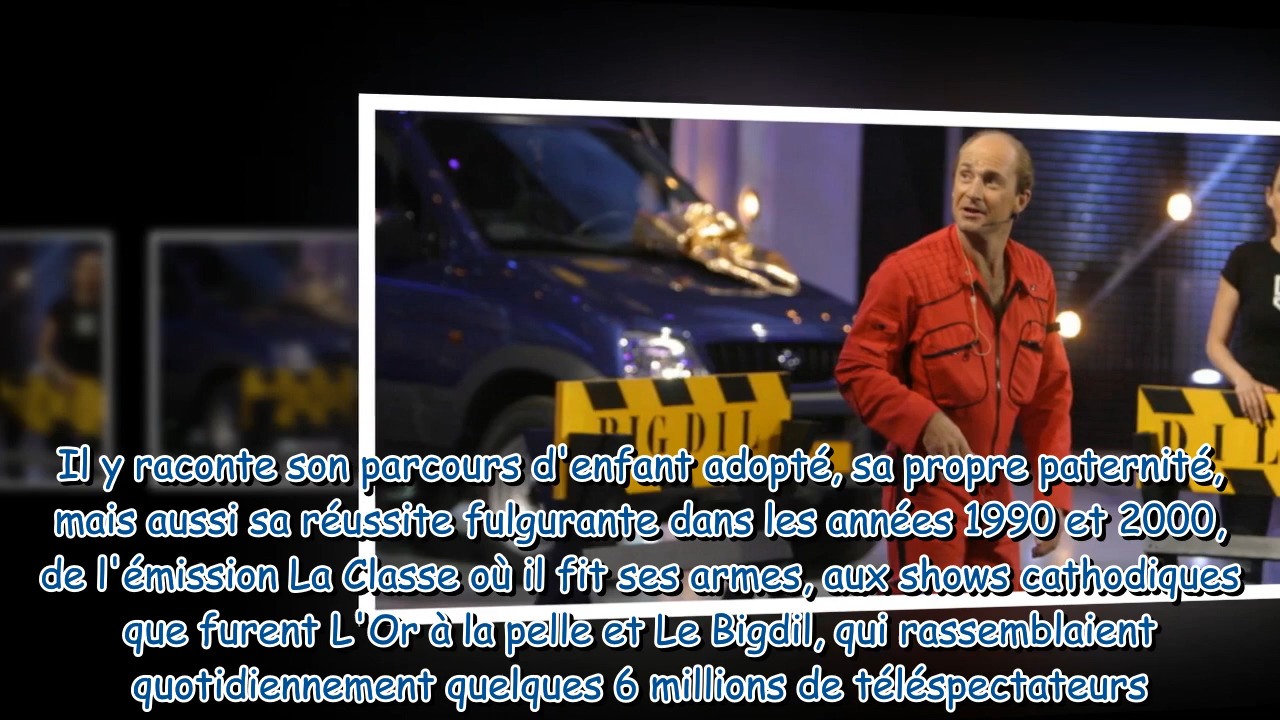 BIGDIL
DIL
Il y raconte son parcours d'enfant adopté, sa propre paternité,
mais aussi sa réussite fulgurante dans les années 1990 et 2000,
de l'émission La Classe où il fit ses armes, aux shows cathodiques
que furent L'Or à la pelle et Le Bigdil, qui rassemblaient
quotidiennement quelques 6 millions de téléspectateurs